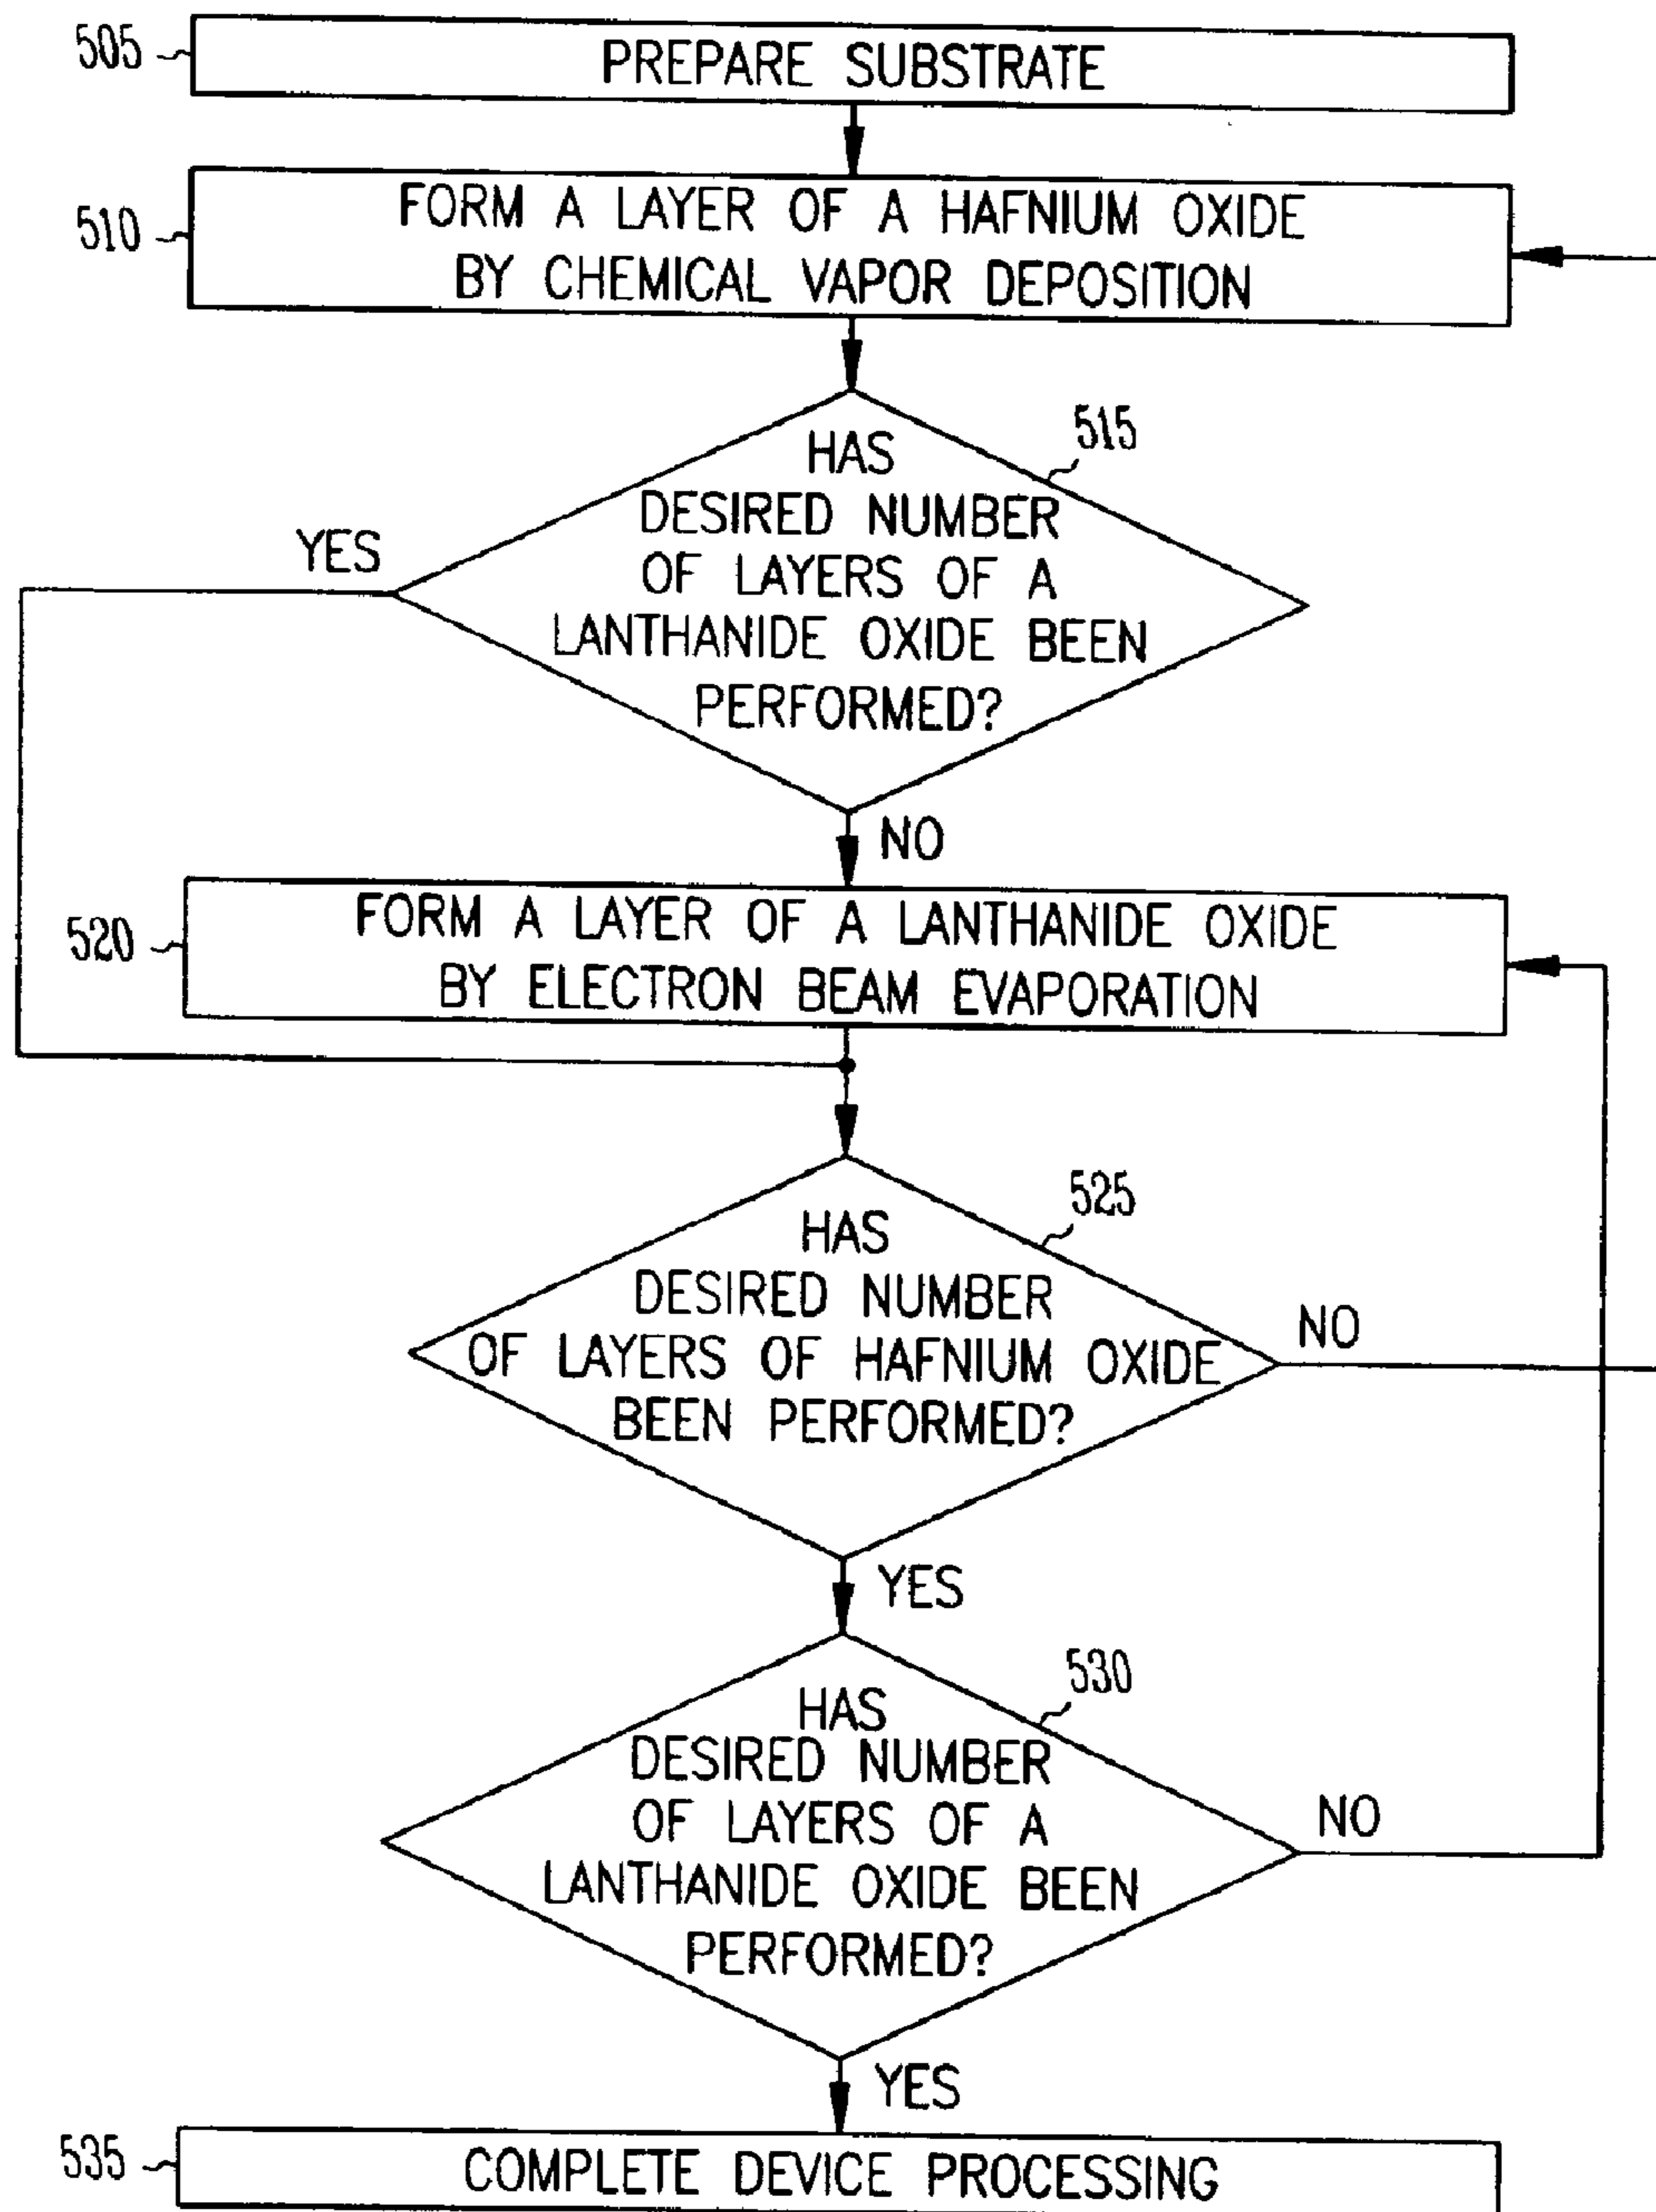 505
PREPARE SUBSTRATE
510
FORM A LAYER OF A HAFNIUM OXIDE
BY CHEMICAL VAPOR DEPOSITION
515
HAS
DESIRED NUMBER
OF LAYERS OF A
LANTHANIDE OXIDE BEEN
PERFORMED?
YES
NO
520
FORM A LAYER OF A LANTHANIDE OXIDE
BY ELECTRON BEAM EVAPORATION
525
HAS
DESIRED NUMBER
OF LAYERS OF HAFNIUM OXIDE
BEEN PERFORMED?
NO
YES
530
HAS
DESIRED NUMBER
OF LAYERS OF A
LANTHANIDE OXIDE BEEN
PERFORMED?
NO
YES
535
COMPLETE DEVICE PROCESSING